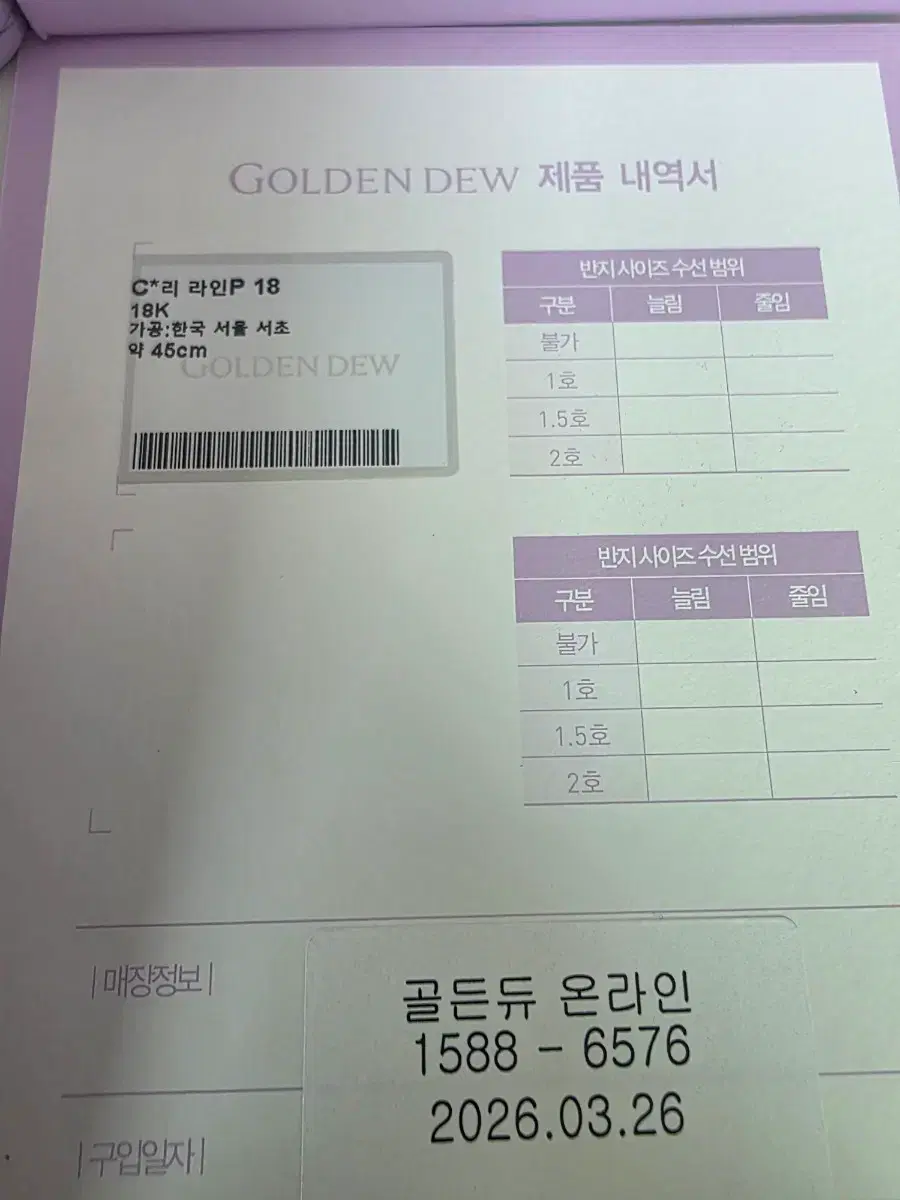 GOLDEN DEW 제품 내역서
C*리 라인P 18
18K
가공:한국 서울 서초
약 45cm
GOLDEN DEW
반지 사이즈 수선 범위
구분 늘림 줄임
불가
1호
1.5호
2호
반지 사이즈 수선 범위
구분 늘림 줄임
불가
1호
1.5호
2호
|매장정보|
골든듀 온라인
1588 - 6576
2026.03.26
|구입일자|